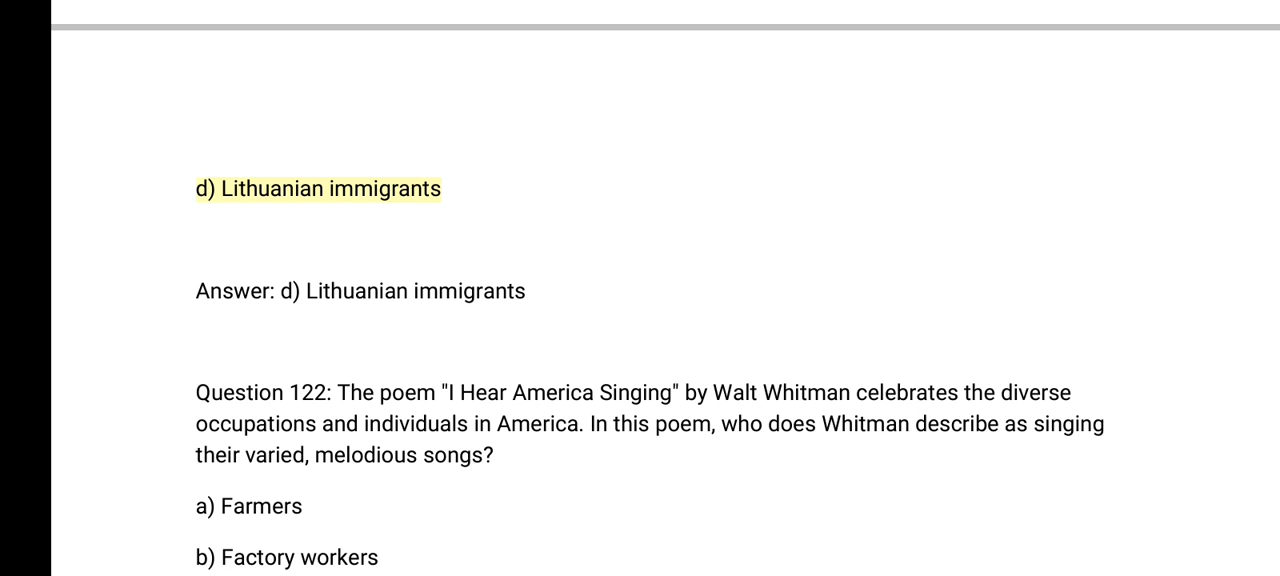 d) Lithuanian immigrants
Answer: d) Lithuanian immigrants
Question 122: The poem "I Hear America Singing" by Walt Whitman celebrates the diverse
occupations and individuals in America. In this poem, who does Whitman describe as singing
their varied, melodious songs?
a) Farmers
b) Factory workers